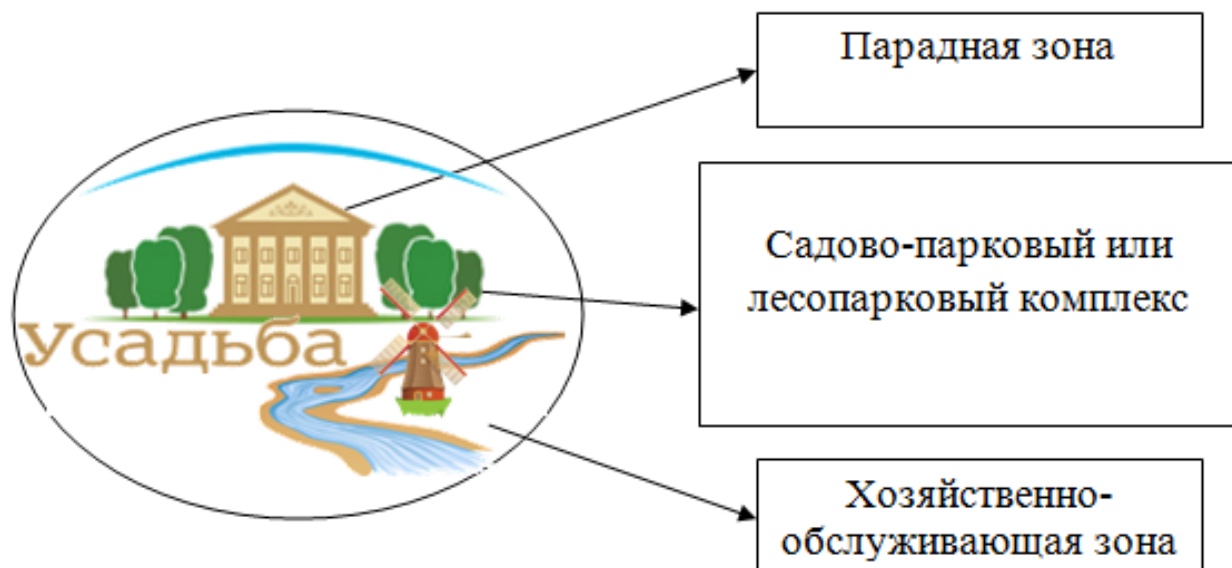 Парадная зона
Садово-парковый или
лесопарковый комплекс
Усадьба
Хозяйственно-
обслуживающая зона